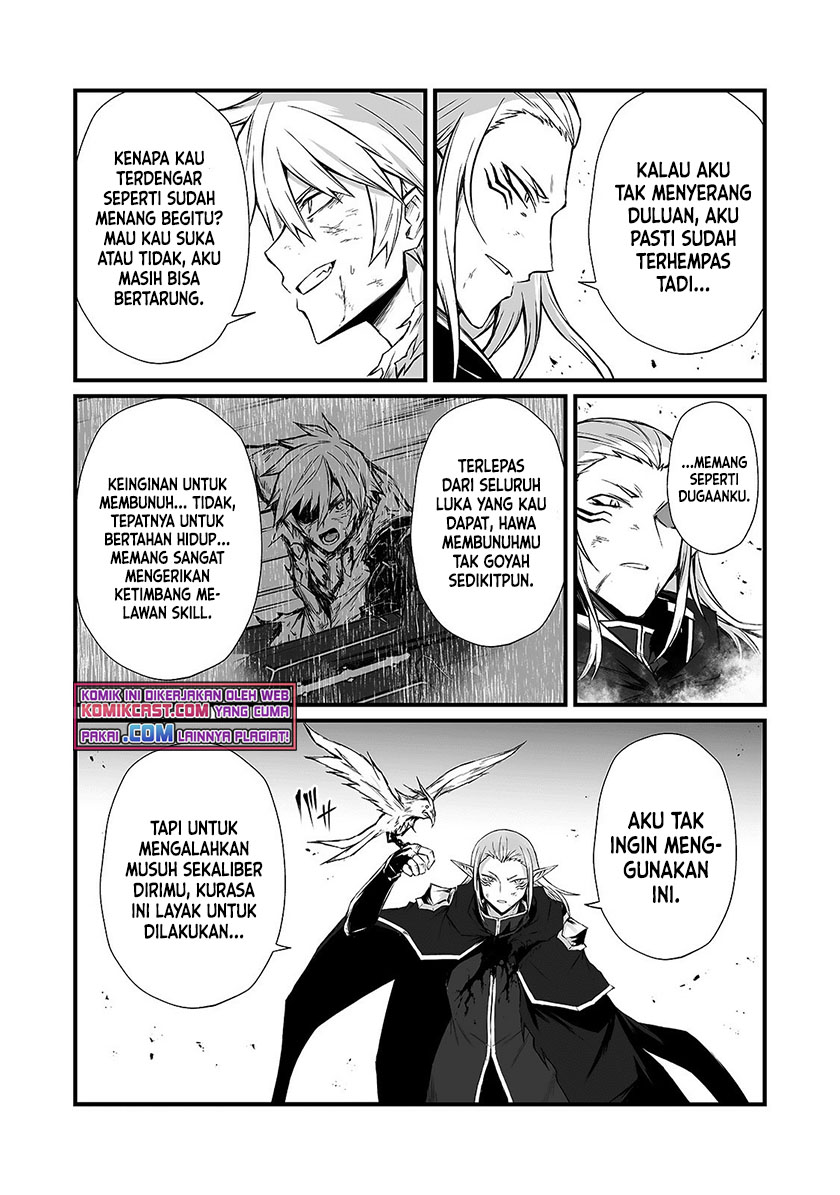 KALAU AKU
TAK MENYERANG
DULUAN, AKU
PASTI SUDAH
TERHEMPAS
TADI...
KENAPA KAU
TERDENGAR
SEPERTI SUDAH
MENANG BEGITU?
MAU KAU SUKA
ATAU TIDAK, AKU
MASIH BISA
BERTARUNG.
...MEMANG
SEPERTI
DUGAANKU.
TERLEPAS
DARI SELURUH
LUKA YANG KAU
DAPAT, HAWA
MEMBUNUHMU
TAK GOYAH
SEDIKITPUN.
KEINGINAN UNTUK
MEMBUNUH... TIDAK,
TEPATNYA UNTUK
BERTAHAN HIDUP...
MEMANG SANGAT
MENGERIKAN
KETIMBANG ME-
LAWAN SKILL.
KOMIK INI DIKERJAKAN OLEH WEB
KOMIKCAST.COM YANG CUMA
PAKAI .COM LAINNYA PLAGIAT!
AKU TAK
INGIN MENG-
GUNAKAN
INI.
TAPI UNTUK
MENGALAHKAN
MUSUH SEKALIBER
DIRIMU, KURASA
INI LAYAK UNTUK
DILAKUKAN...